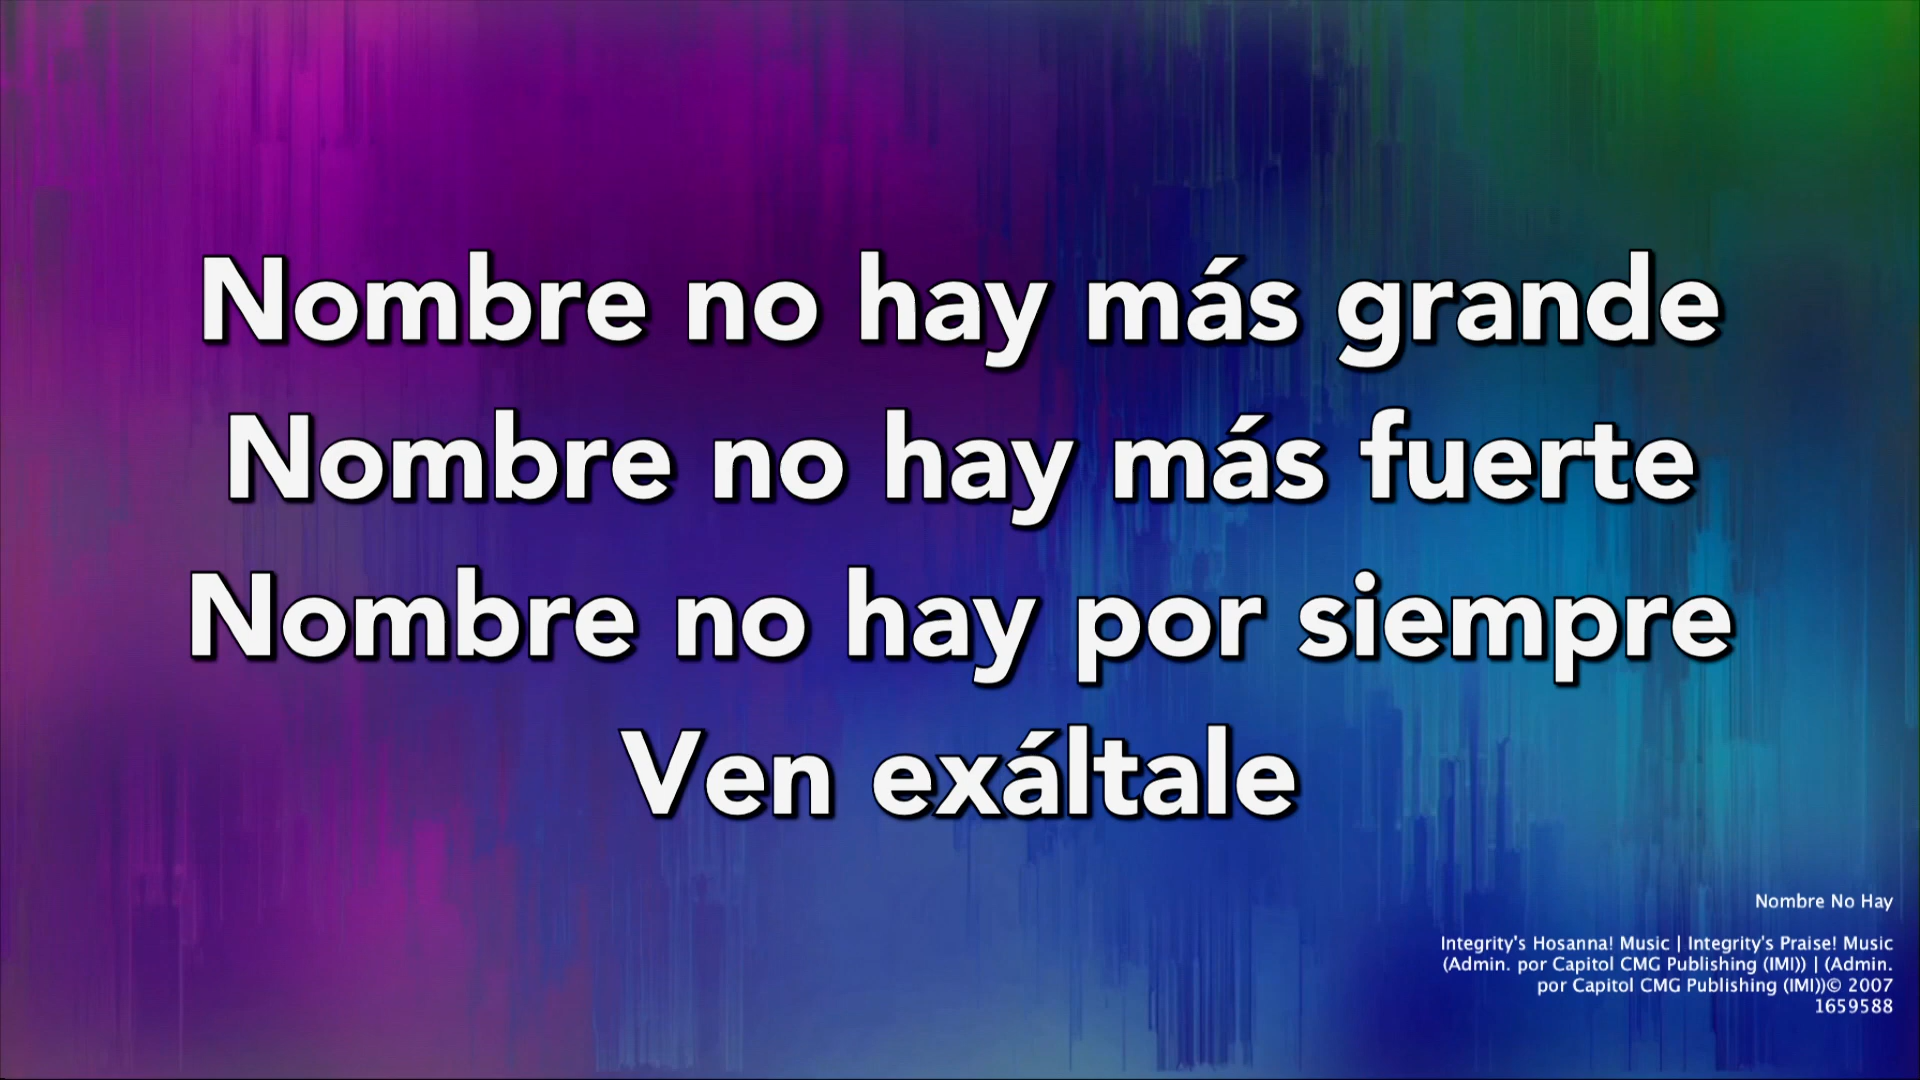 Nombre no hay más grande
Nombre no hay más fuerte
Nombre no hay por siempre
Ven exáltale
Nombre No Hay
Integrity's Hosanna! Music | Integrity's Praise! Music
(Admin. por Capitol CMG Publishing (IMI)) | (Admin.
por Capitol CMG Publishing (IMI))© 2007
1659588